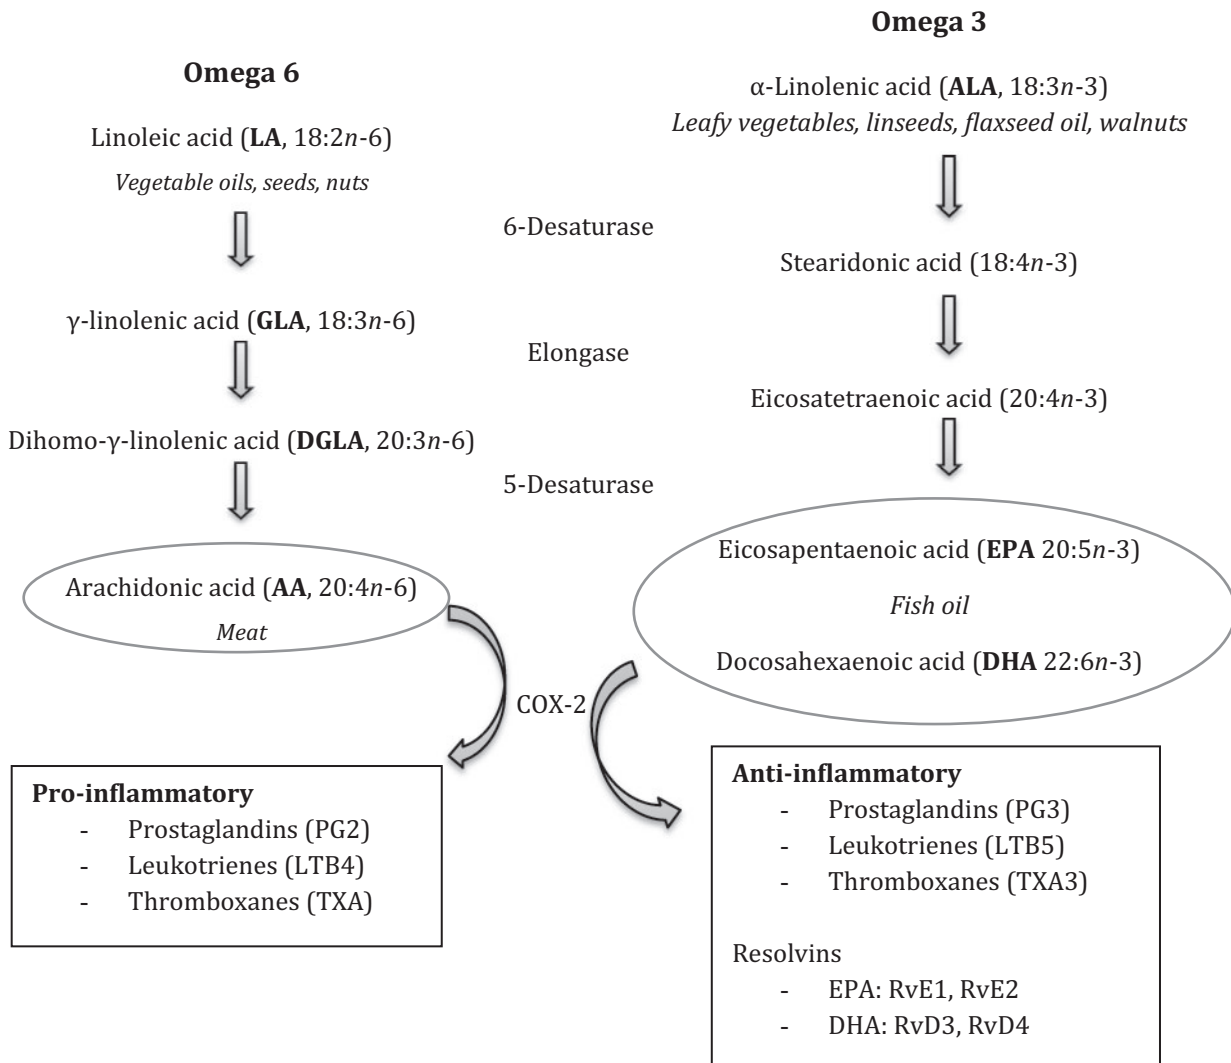 Omega 6
Linoleic acid (LA, 18:2n-6)
Vegetable oils, seeds, nuts
γ-linolenic acid (GLA, 18:3n-6)
Dihomo-γ-linolenic acid (DGLA, 20:3n-6)
Arachidonic acid (AA, 20:4n-6)
Meat
6-Desaturase
Elongase
5-Desaturase
COX-2
Omega 3
α-Linolenic acid (ALA, 18:3n-3)
Leafy vegetables, linseeds, flaxseed oil, walnuts
Stearidonic acid (18:4n-3)
Eicosatetraenoic acid (20:4n-3)
Eicosapentaenoic acid (EPA 20:5n-3)
Fish oil
Docosahexaenoic acid (DHA 22:6n-3)
Pro-inflammatory
- Prostaglandins (PG2)
- Leukotrienes (LTB4)
- Thromboxanes (TXA)
Anti-inflammatory
- Prostaglandins (PG3)
- Leukotrienes (LTB5)
- Thromboxanes (TXA3)
Resolvins
- EPA: RvE1, RvE2
- DHA: RvD3, RvD4